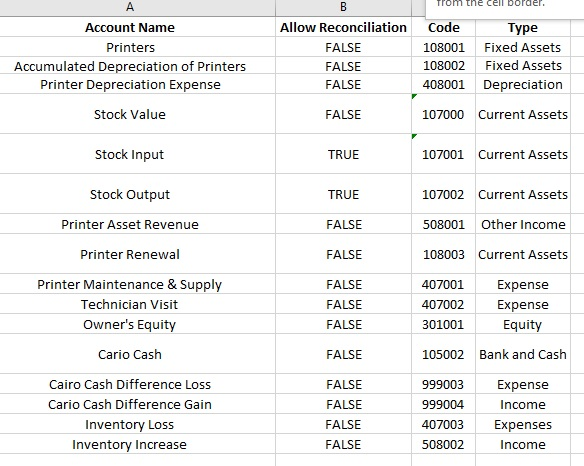 from the cell border.
A B
Account Name Allow Reconciliation Code Type
Printers FALSE 108001 Fixed Assets
Accumulated Depreciation of Printers FALSE 108002 Fixed Assets
Printer Depreciation Expense FALSE 408001 Depreciation
Stock Value FALSE 107000 Current Assets
Stock Input TRUE 107001 Current Assets
Stock Output TRUE 107002 Current Assets
Printer Asset Revenue FALSE 508001 Other Income
Printer Renewal FALSE 108003 Current Assets
Printer Maintenance & Supply FALSE 407001 Expense
Technician Visit FALSE 407002 Expense
Owner's Equity FALSE 301001 Equity
Cario Cash FALSE 105002 Bank and Cash
Cairo Cash Difference Loss FALSE 999003 Expense
Cario Cash Difference Gain FALSE 999004 Income
Inventory Loss FALSE 407003 Expenses
Inventory Increase FALSE 508002 Income